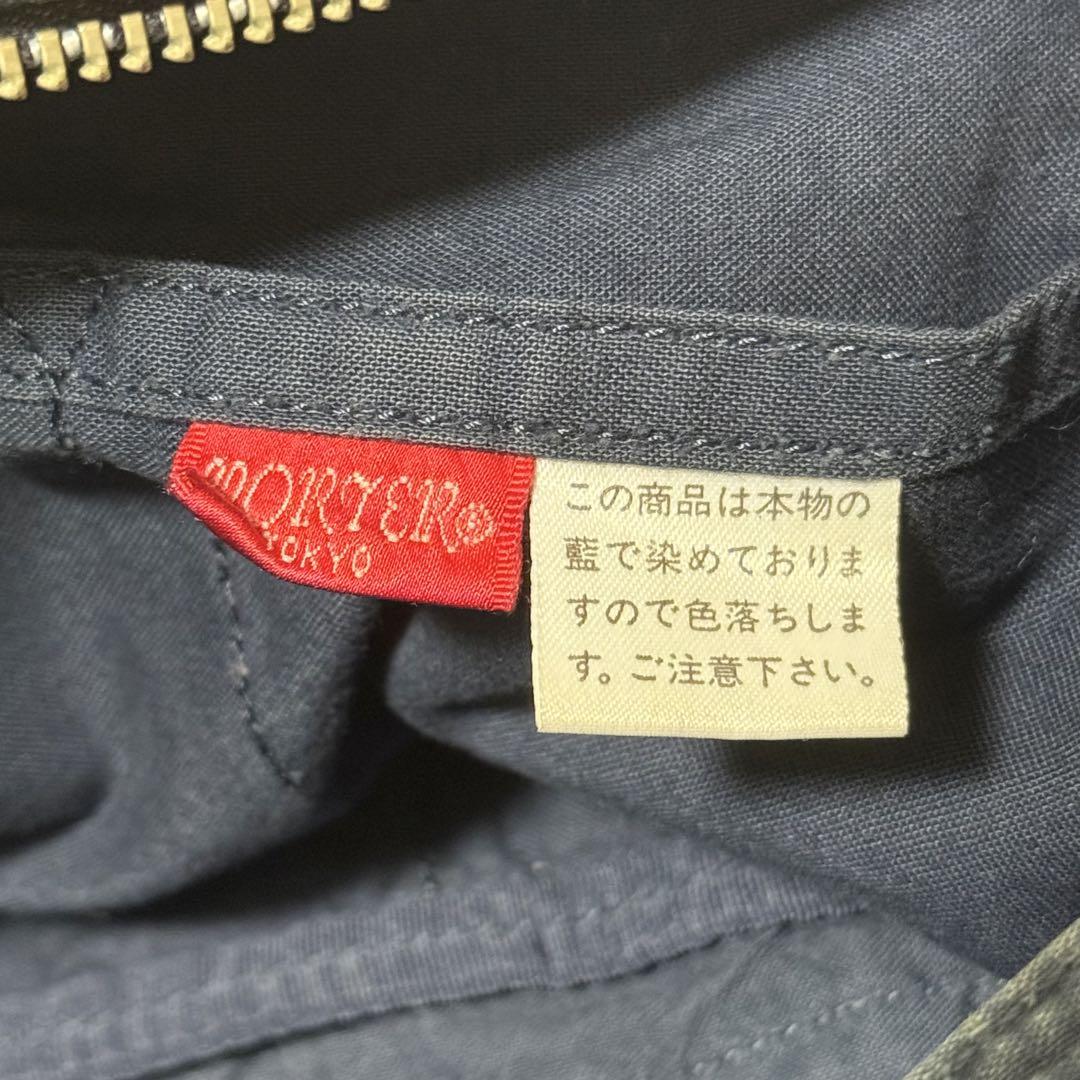 PORTER®
TOKYO
この商品は本物の
藍で染めておりま
すので色落ちしま
す。ご注意下さい。